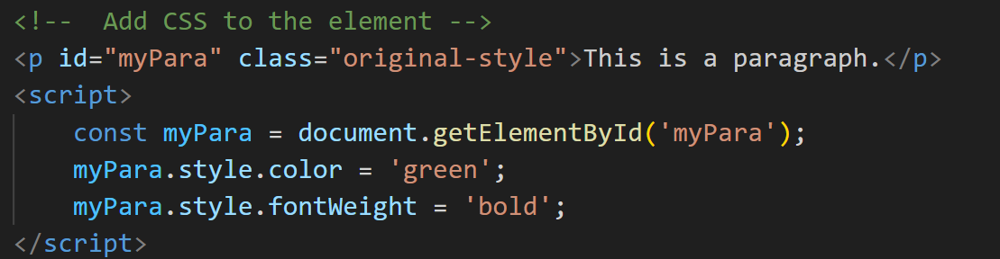 <!--  Add CSS to the element -->
<p id="myPara" class="original-style">This is a paragraph.</p>
<script>
    const myPara = document.getElementById('myPara');
    myPara.style.color = 'green';
    myPara.style.fontWeight = 'bold';
</script>